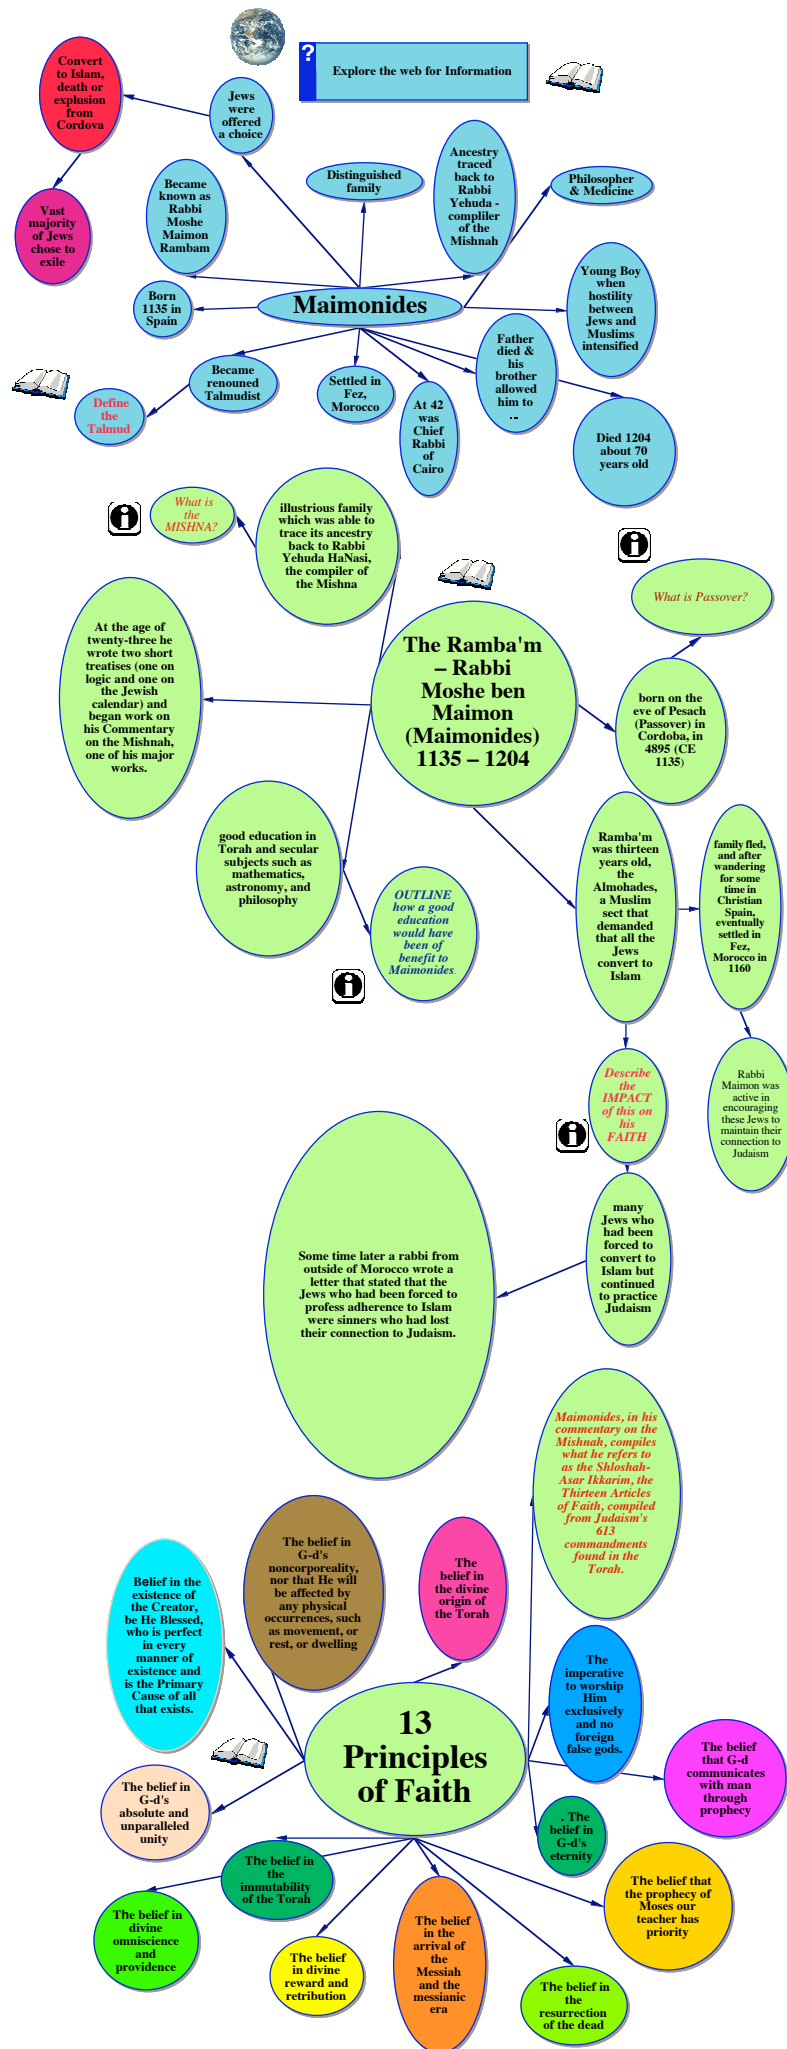 ?
Explore the web for Information
Convert
to Islam,
death or
explusion
from
Cordova
Jews
were
offered
a choice
Vast
majority
of Jews
chose to
exile
Became
known as
Rabbi
Moshe
Maimon
Rambam
Distinguished
family
Ancestry
traced
back to
Rabbi
Yehuda -
compliler
of the
Mishnah
Philosopher
& Medicine
Born
1135 in
Spain
Maimonides
Young Boy
when
hostility
between
Jews and
Muslims
intensified
Define
the
Talmud
Became
renouned
Talmudist
Settled in
Fez,
Morocco
At 42
was
Chief
Rabbi
of
Cairo
Father
died &
his
brother
allowed
him to
...
Died 1204
about 70
years old
What is
the
MISHNA?
illustrious family
which was able to
trace its ancestry
back to Rabbi
Yehuda HaNasi,
the compiler of
the Mishna
What is Passover?
At the age of
twenty-three he
wrote two short
treatises (one on
logic and one on
the Jewish
calendar) and
began work on
his Commentary
on the Mishnah,
one of his major
works.
The Ramba'm
– Rabbi
Moshe ben
Maimon
(Maimonides)
1135 – 1204
born on the
eve of Pesach
(Passover) in
Cordoba, in
4895 (CE
1135)
good education in
Torah and secular
subjects such as
mathematics,
astronomy, and
philosophy
OUTLINE
how a good
education
would have
been of
benefit to
Maimonides.
Ramba'm
was thirteen
years old,
the
Almohades,
a Muslim
sect that
demanded
that all the
Jews
convert to
Islam
family fled,
and after
wandering
for some
time in
Christian
Spain,
eventually
settled in
Fez,
Morocco in
1160
Describe
the
IMPACT
of this on
his
FAITH
Rabbi
Maimon was
active in
encouraging
these Jews to
maintain their
connection to
Judaism
many
Jews who
had been
forced to
convert to
Islam but
continued
to practice
Judaism
Some time later a rabbi from
outside of Morocco wrote a
letter that stated that the
Jews who had been forced to
profess adherence to Islam
were sinners who had lost
their connection to Judaism.
Maimonides, in his
commentary on the
Mishnah, compiles
what he refers to
as the Shloshah-
Asar Ikkarim, the
Thirteen Articles
of Faith, compiled
from Judaism's
613
commandments
found in the
Torah.
Belief in the
existence of
the Creator,
be He Blessed,
who is perfect
in every
manner of
existence and
is the Primary
Cause of all
that exists.
The belief in
G-d's
noncorporeality,
nor that He will
be affected by
any physical
occurrences, such
as movement, or
rest, or dwelling
The
belief in
the divine
origin of
the Torah
The
imperative
to worship
Him
exclusively
and no
foreign
false gods.
13
Principles
of Faith
The belief
that G-d
communicates
with man
through
prophecy
The belief in
G-d's
absolute and
unparalleled
unity
. The
belief in
G-d's
eternity
The belief in
the
immutability
of the Torah
The belief that
the prophecy of
Moses our
teacher has
priority
The belief in
divine
omniscience
and
providence
The belief
in divine
reward and
retribution
The belief
in the
arrival of
the
Messiah
and the
messianic
era
The belief in
the
resurrection
of the dead